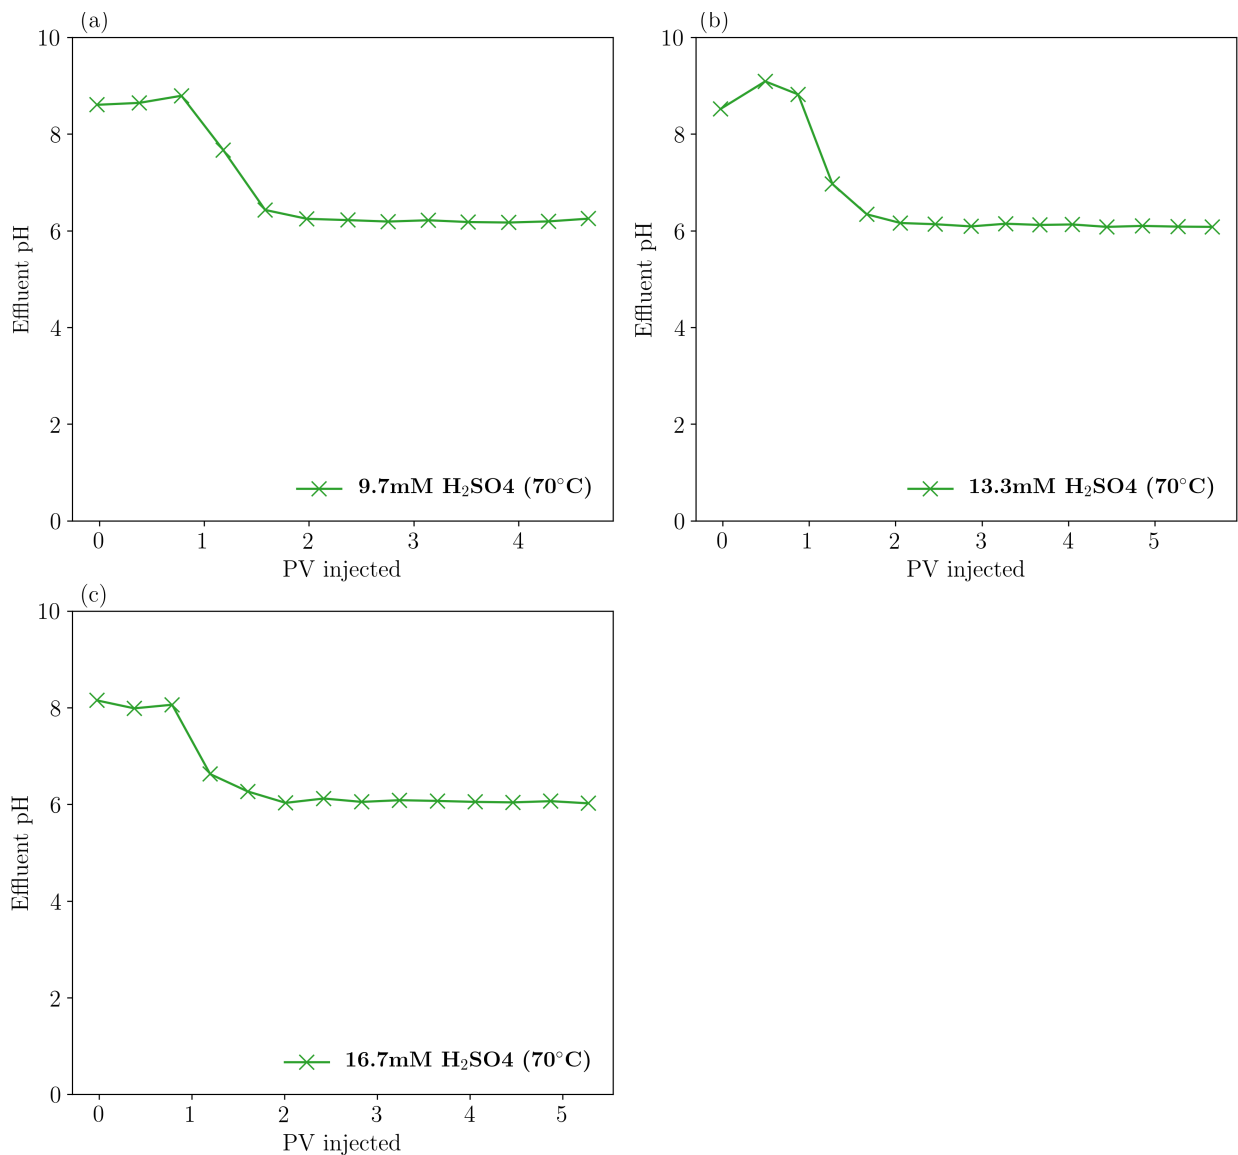 (a)
10
8
6
4
2
0
Effluent pH
9.7mM H₂SO4 (70°C)
0 1 2 3 4
PV injected
(b)
10
8
6
4
2
0
Effluent pH
13.3mM H₂SO4 (70°C)
0 1 2 3 4 5
PV injected
(c)
10
8
6
4
2
0
Effluent pH
16.7mM H₂SO4 (70°C)
0 1 2 3 4 5
PV injected